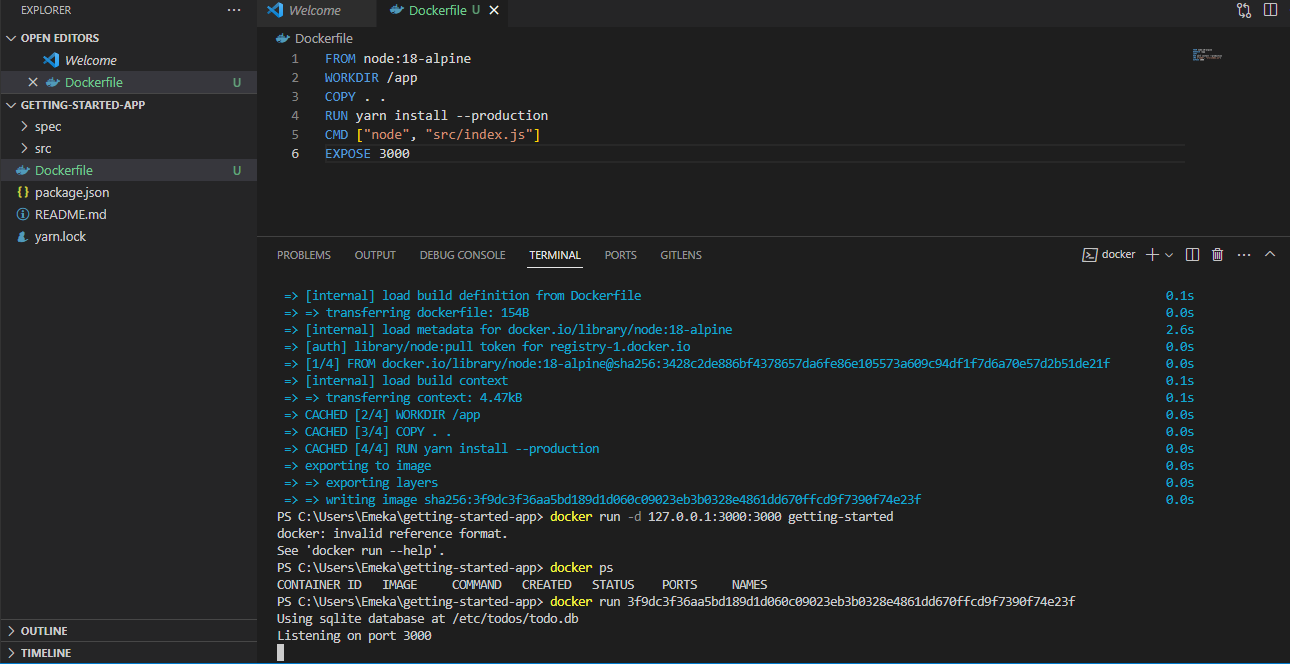 EXPLORER
···
Welcome
Dockerfile U
OPEN EDITORS
Welcome
Dockerfile U
GETTING-STARTED-APP
spec
src
Dockerfile U
{} package.json
README.md
yarn.lock
OUTLINE
TIMELINE
Dockerfile
1 FROM node:18-alpine
2 WORKDIR /app
3 COPY . .
4 RUN yarn install --production
5 CMD ["node", "src/index.js"]
6 EXPOSE 3000
PROBLEMS OUTPUT DEBUG CONSOLE TERMINAL PORTS GITLENS
docker
=> [internal] load build definition from Dockerfile 0.1s
=> => transferring dockerfile: 154B 0.0s
=> [internal] load metadata for docker.io/library/node:18-alpine 2.6s
=> [auth] library/node:pull token for registry-1.docker.io 0.0s
=> [1/4] FROM docker.io/library/node:18-alpine@sha256:3428c2de886bf4378657da6fe86e105573a609c94df1f7d6a70e57d2b51de21f 0.0s
=> [internal] load build context 0.1s
=> => transferring context: 4.47kB 0.1s
=> CACHED [2/4] WORKDIR /app 0.0s
=> CACHED [3/4] COPY . . 0.0s
=> CACHED [4/4] RUN yarn install --production 0.0s
=> exporting to image 0.0s
=> => exporting layers 0.0s
=> => writing image sha256:3f9dc3f36aa5bd189d1d060c09023eb3b0328e4861dd670ffcd9f7390f74e23f 0.0s
PS C:\Users\Emeka\getting-started-app> docker run -d 127.0.0.1:3000:3000 getting-started
docker: invalid reference format.
See 'docker run --help'.
PS C:\Users\Emeka\getting-started-app> docker ps
CONTAINER ID IMAGE COMMAND CREATED STATUS PORTS NAMES
PS C:\Users\Emeka\getting-started-app> docker run 3f9dc3f36aa5bd189d1d060c09023eb3b0328e4861dd670ffcd9f7390f74e23f
Using sqlite database at /etc/todos/todo.db
Listening on port 3000